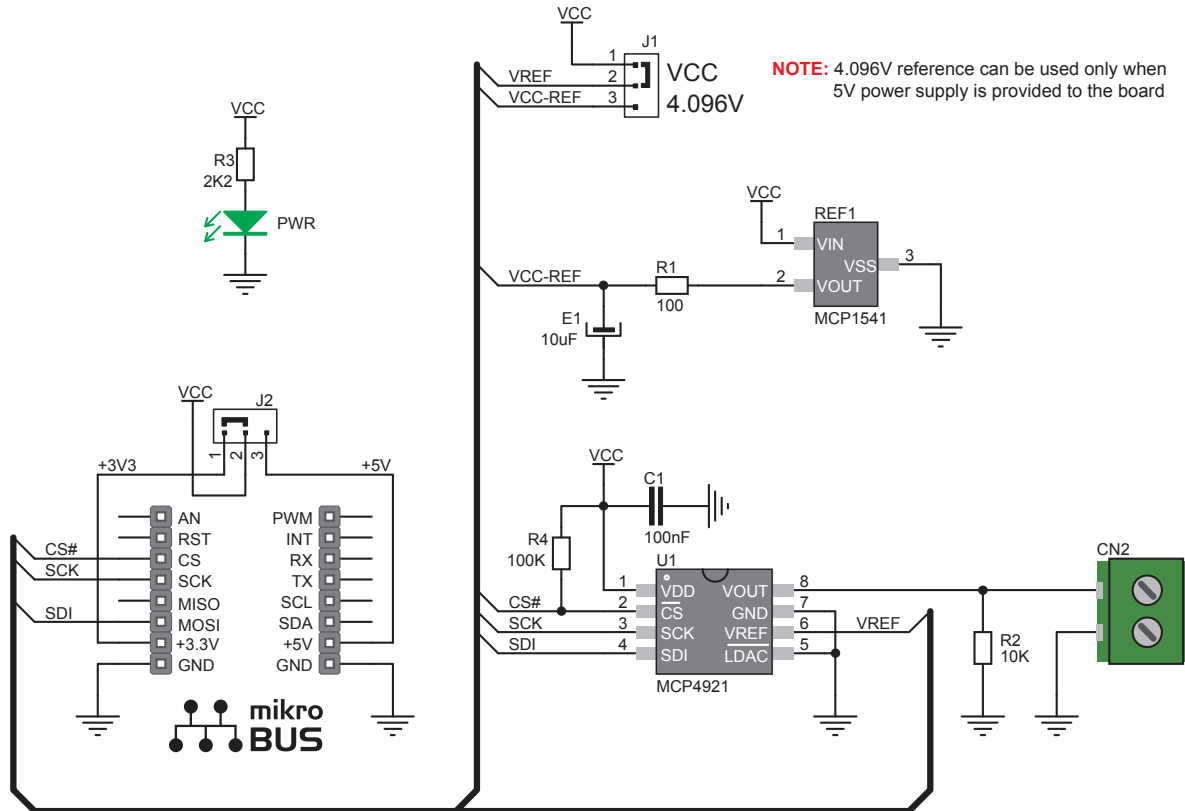 VCC
J1
1
VREF 2 VCC
VCC-REF 3 4.096V
NOTE: 4.096V reference can be used only when
5V power supply is provided to the board
VCC
R3
2K2
PWR
VCC
REF1
1 VIN
VSS 3
VCC-REF R1 2 VOUT
100
MCP1541
E1
10uF
VCC
J2
1 2 3
+3V3 +5V
AN PWM
RST INT
CS# CS RX
SCK SCK TX
MISO SCL
SDI MOSI SDA
+3.3V +5V
GND GND
mikro
BUS
VCC
C1
100nF
R4
100K
U1
1 VDD VOUT 8
CS# 2 CS GND 7
SCK 3 SCK VREF 6 VREF
SDI 4 SDI LDAC 5
MCP4921
R2
10K
CN2